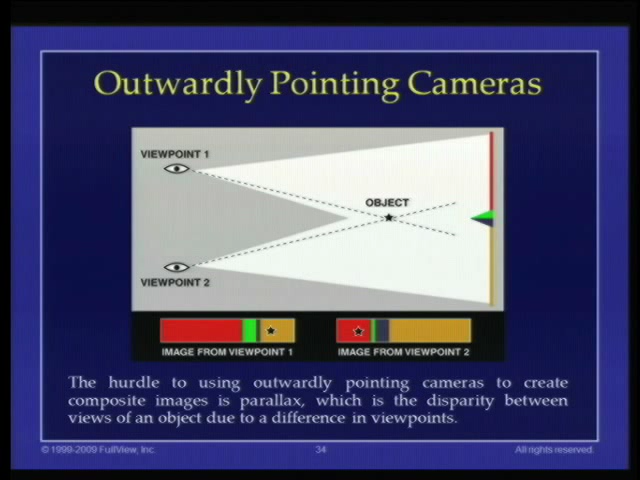 Outwardly Pointing Cameras
VIEWPOINT 1
OBJECT
VIEWPOINT 2
IMAGE FROM VIEWPOINT 1
IMAGE FROM VIEWPOINT 2
The hurdle to using outwardly pointing cameras to create
composite images is parallax, which is the disparity between
views of an object due to a difference in viewpoints.
© 1999-2009 FullView, Inc.
34
All rights reserved.